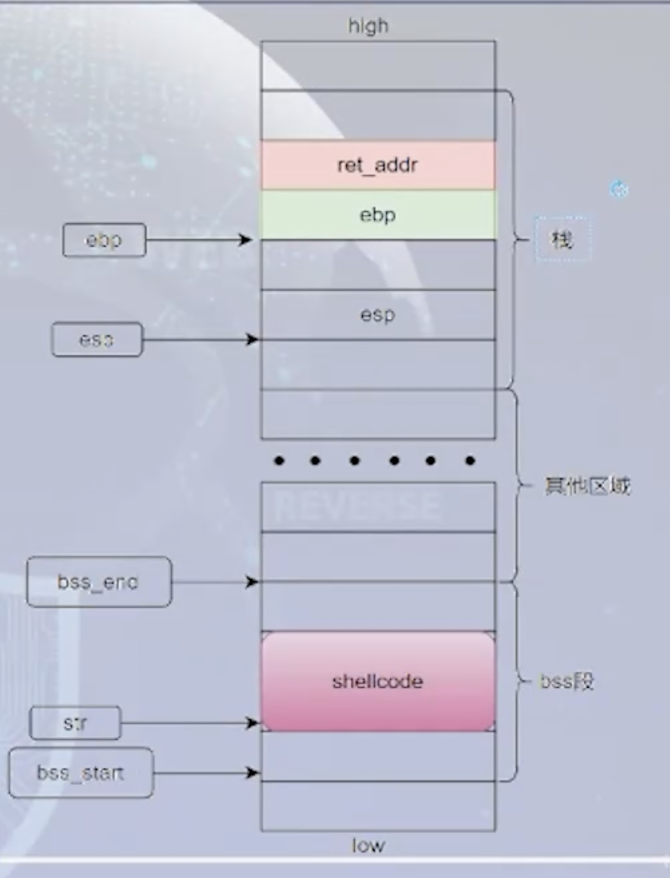 high
ret_addr
ebp
ebp
栈
esp
esp
其他区域
REVERSE
bss_end
shellcode
bss段
str
bss_start
low